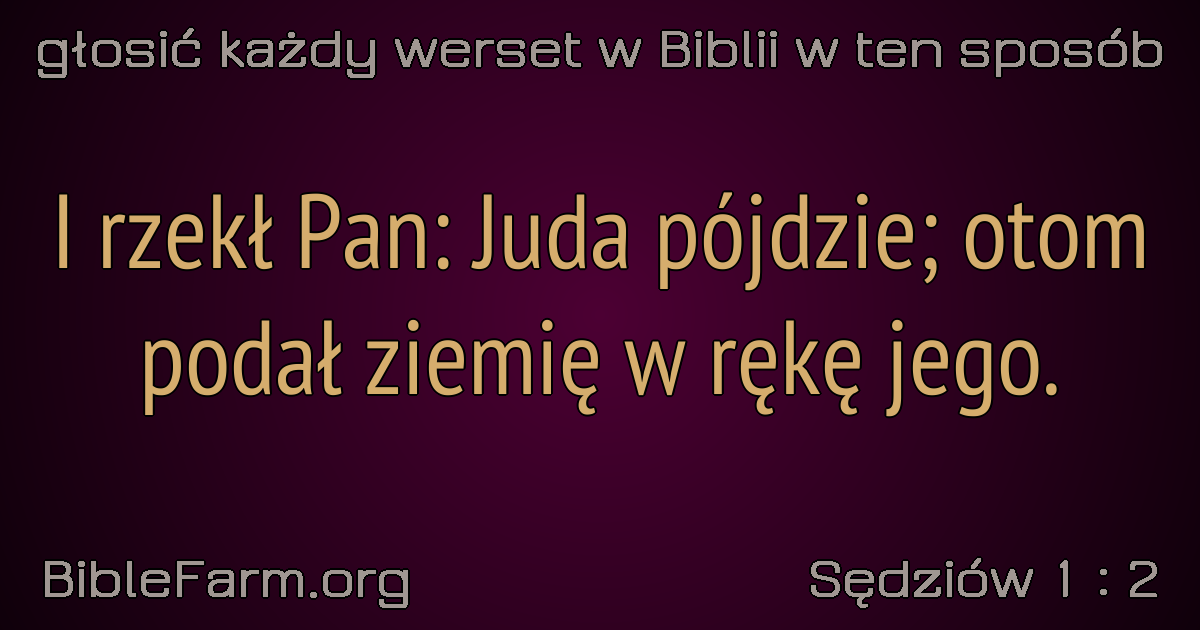 głosić każdy werset w Biblii w ten sposób
I rzekł Pan: Juda pójdzie; otom
podał ziemię w rękę jego.
BibleFarm.org
Sędziów 1 : 2